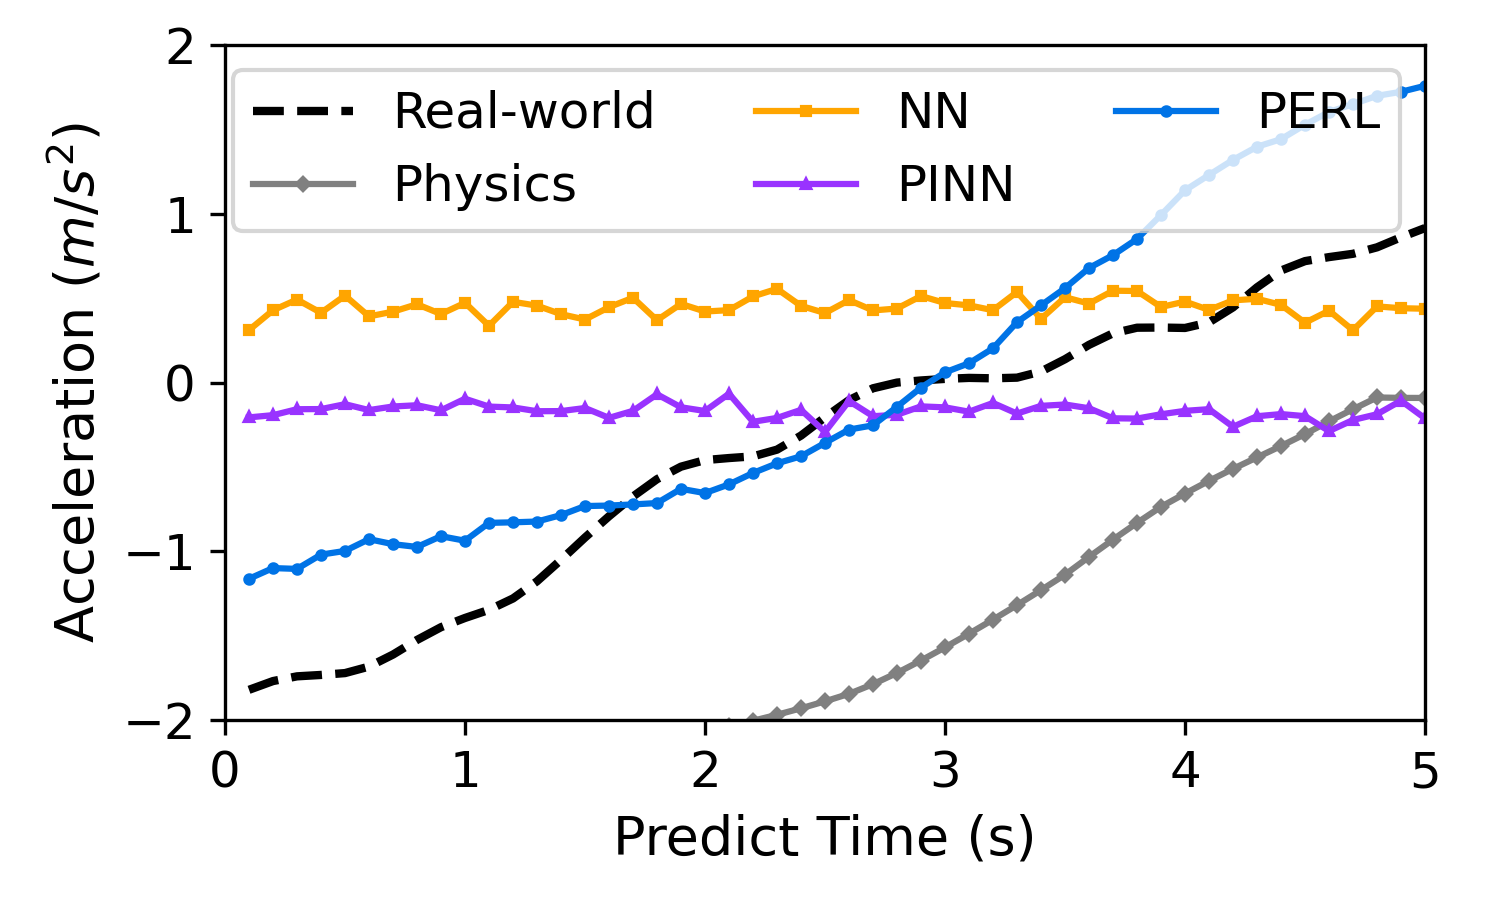 2
1
0
−1
−2
Acceleration (m/s²)
Real-world
Physics
NN
PINN
PERL
0 1 2 3 4 5
Predict Time (s)